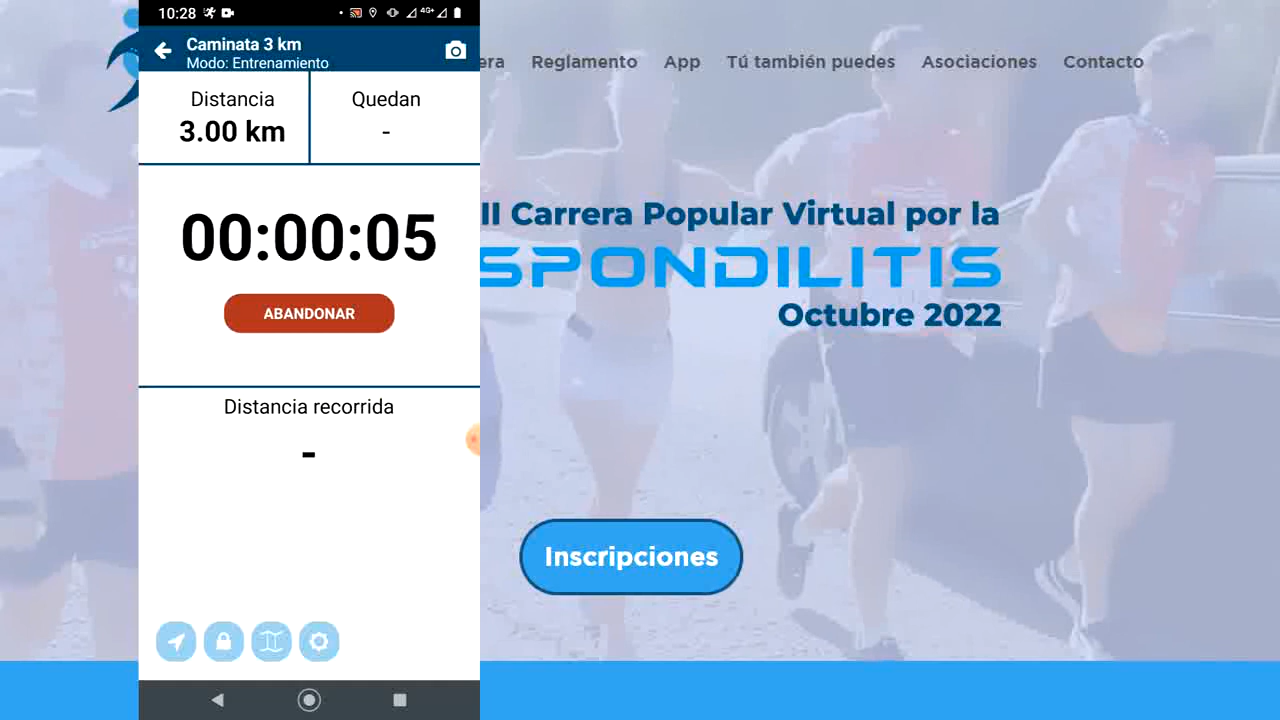 10:28
4G+
Caminata 3 km
Modo: Entrenamiento
Distancia
3.00 km
Quedan
-
00:00:05
ABANDONAR
Distancia recorrida
-
era Reglamento App Tú también puedes Asociaciones Contacto
II Carrera Popular Virtual por la
SPONDILITIS
Octubre 2022
Inscripciones